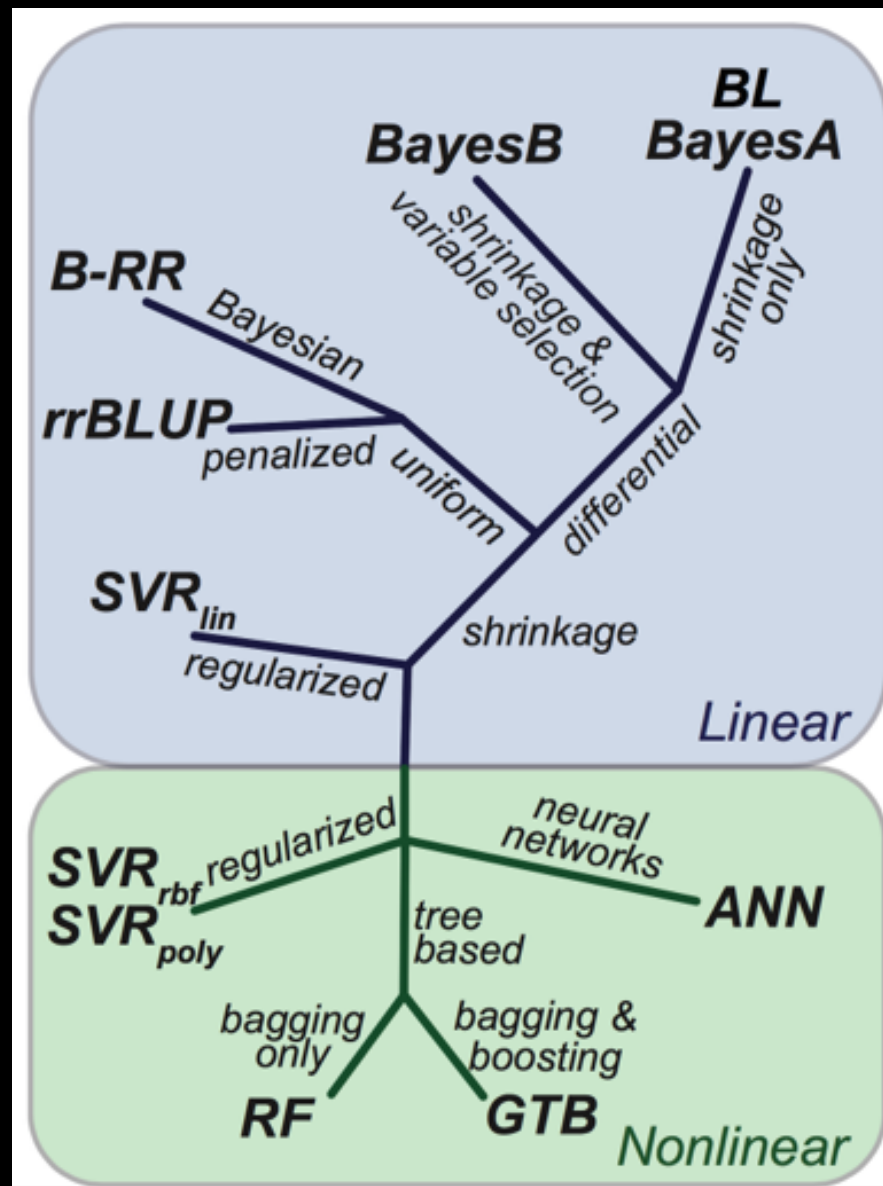 BL
BayesB
BayesA
shrinkage &
variable selection
shrinkage
only
B-RR
Bayesian
rrBLUP
penalized
uniform
differential
SVRlin
regularized
shrinkage
Linear
SVRrbf
SVRpoly
regularized
neural
networks
ANN
tree
based
bagging
only
bagging &
boosting
RF
GTB
Nonlinear